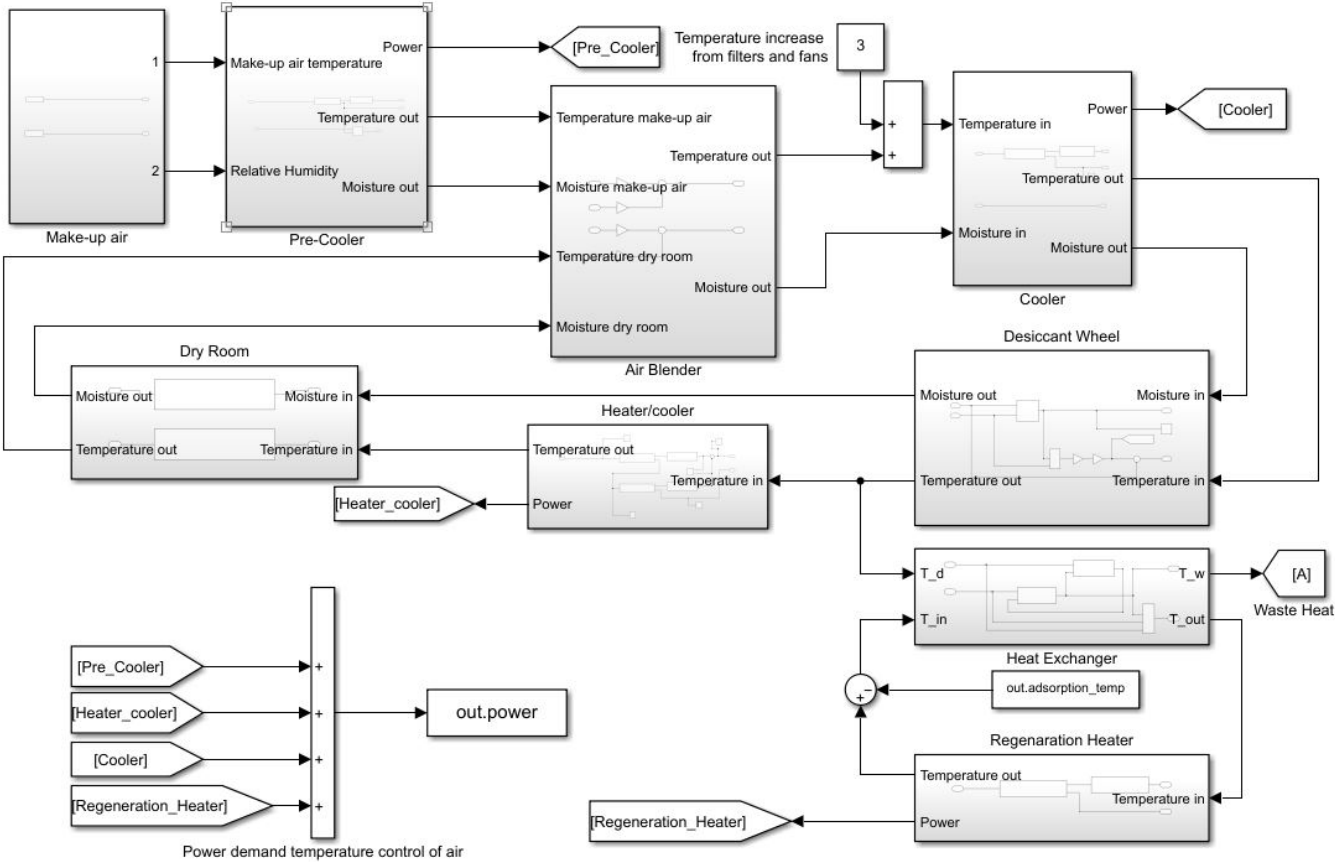 1
2
Make-up air
Make-up air temperature
Relative Humidity
Power
Temperature out
Moisture out
Pre-Cooler
[Pre_Cooler]
Temperature increase
from filters and fans
3
+
+
Temperature make-up air
Moisture make-up air
Temperature dry room
Moisture dry room
Temperature out
Moisture out
Air Blender
Temperature in
Moisture in
Power
Temperature out
Moisture out
Cooler
[Cooler]
Dry Room
Moisture out
Temperature out
Moisture in
Temperature in
Heater/cooler
Temperature out
Power
Temperature in
[Heater_cooler]
Desiccant Wheel
Moisture out
Temperature out
Moisture in
Temperature in
T_d
T_in
T_w
T_out
Heat Exchanger
[A]
Waste Heat
−
+
out.adsorption_temp
Regenaration Heater
Temperature out
Power
Temperature in
[Regeneration_Heater]
[Pre_Cooler]
[Heater_cooler]
[Cooler]
[Regeneration_Heater]
+
+
+
+
out.power
Power demand temperature control of air